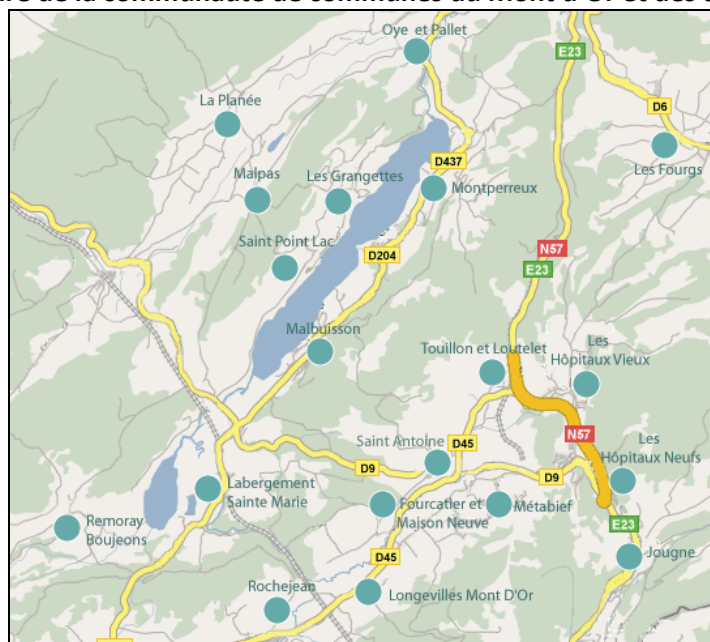 Oye et Pallet
E23
La Planée
D6
D437
Les Fourgs
Malpas
Les Grangettes
Montperreux
Saint Point Lac
D204
N57
E23
Malbuisson
Touillon et Loutelet
Les
Hôpitaux Vieux
N57
Saint Antoine
D45
Les
Hôpitaux Neufs
D9
D9
Labergement
Sainte Marie
Fourcatier et
Maison Neuve
Métabief
Remoray
Boujeons
E23
D45
Jougne
Rochejean
Longevilles Mont D'Or